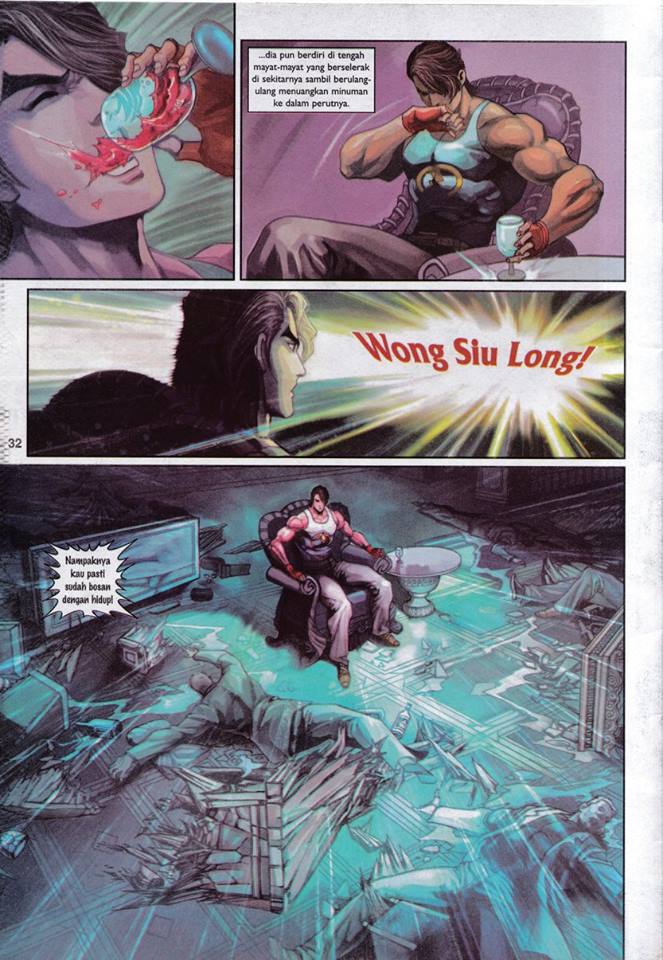 ...dia pun berdiri di tengah
mayat-mayat yang berselerak
di sekitarnya sambil berulang-
ulang menuangkan minuman
ke dalam perutnya.
Wong Siu Long!
32
Nampaknya
kau pasti
sudah bosan
dengan hidup!